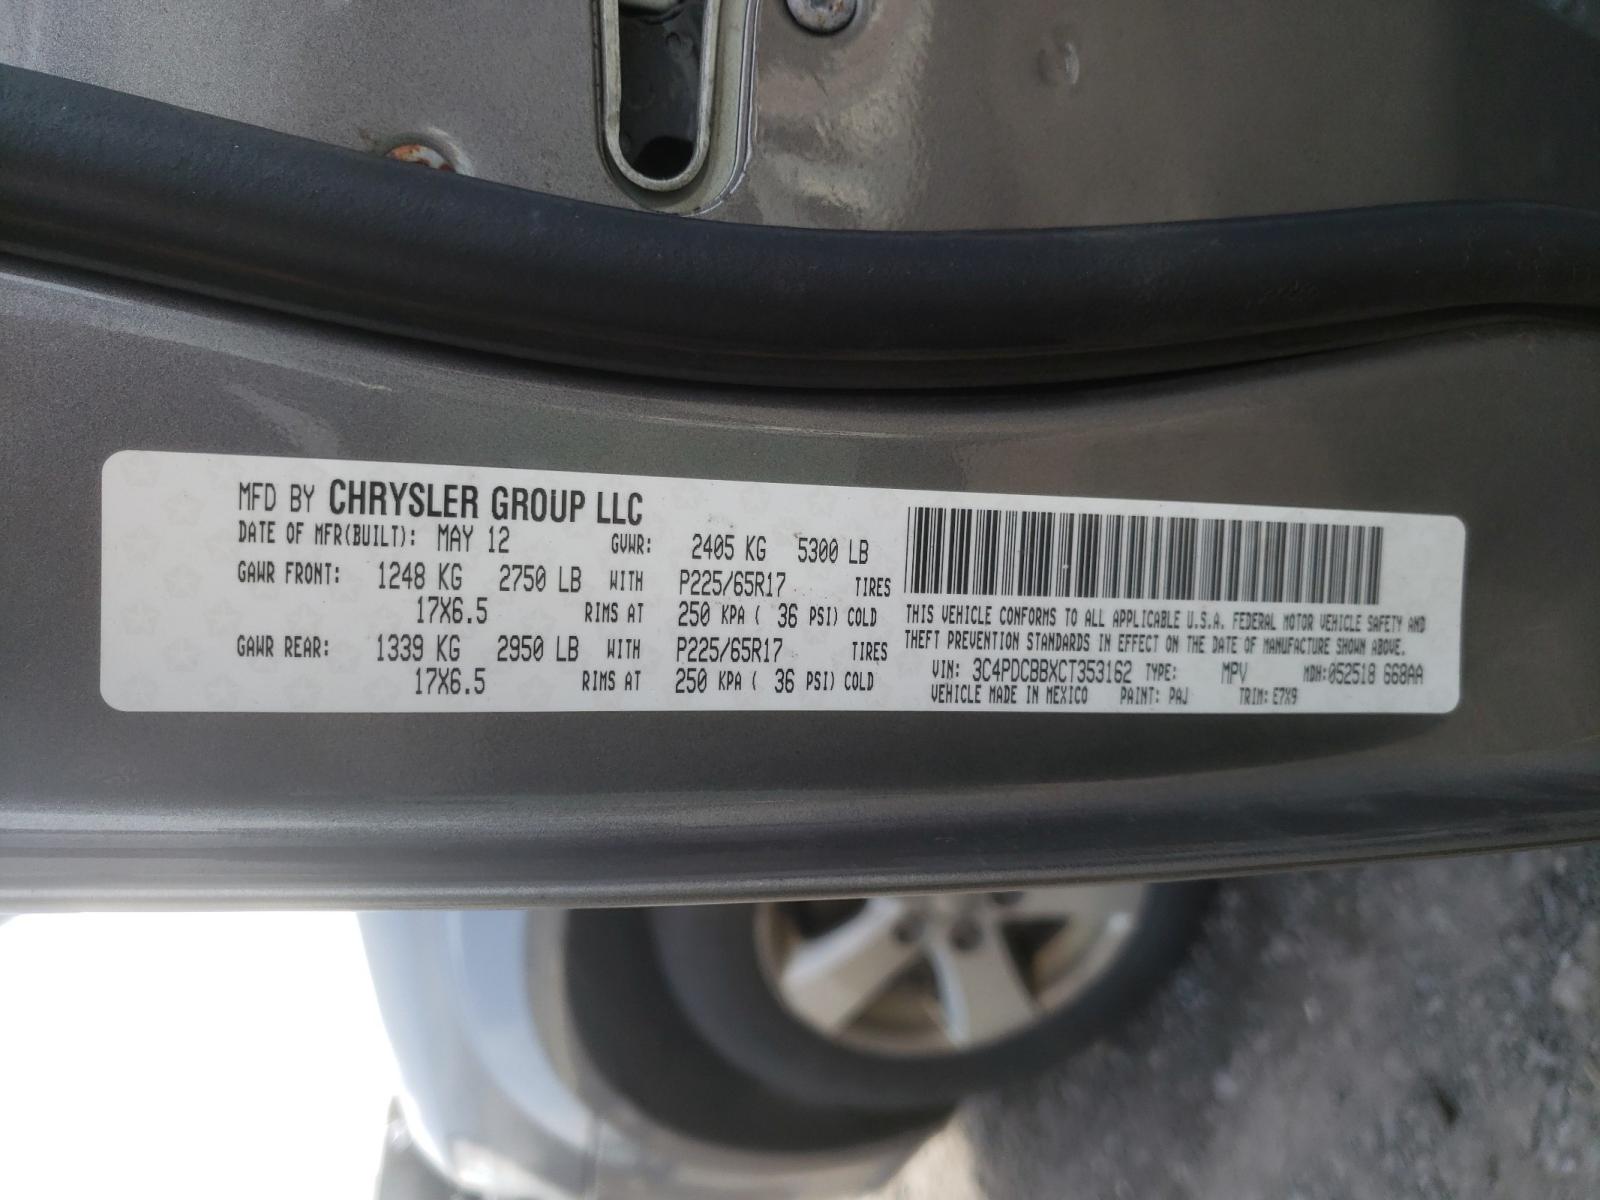 MFD BY CHRYSLER GROUP LLC
DATE OF MFR(BUILT): MAY 12 GVWR: 2405 KG 5300 LB
GAWR FRONT: 1248 KG 2750 LB WITH P225/65R17 TIRES
17X6.5 RIMS AT 250 KPA ( 36 PSI) COLD
GAWR REAR: 1339 KG 2950 LB WITH P225/65R17 TIRES
17X6.5 RIMS AT 250 KPA ( 36 PSI) COLD
THIS VEHICLE CONFORMS TO ALL APPLICABLE U.S.A. FEDERAL MOTOR VEHICLE SAFETY AND
THEFT PREVENTION STANDARDS IN EFFECT ON THE DATE OF MANUFACTURE SHOWN ABOVE.
VIN: 3C4PDCBBXCT353162 TYPE: MPV MDH:052518 668AA
VEHICLE MADE IN MEXICO PAINT: PAJ TRIM: E7X9